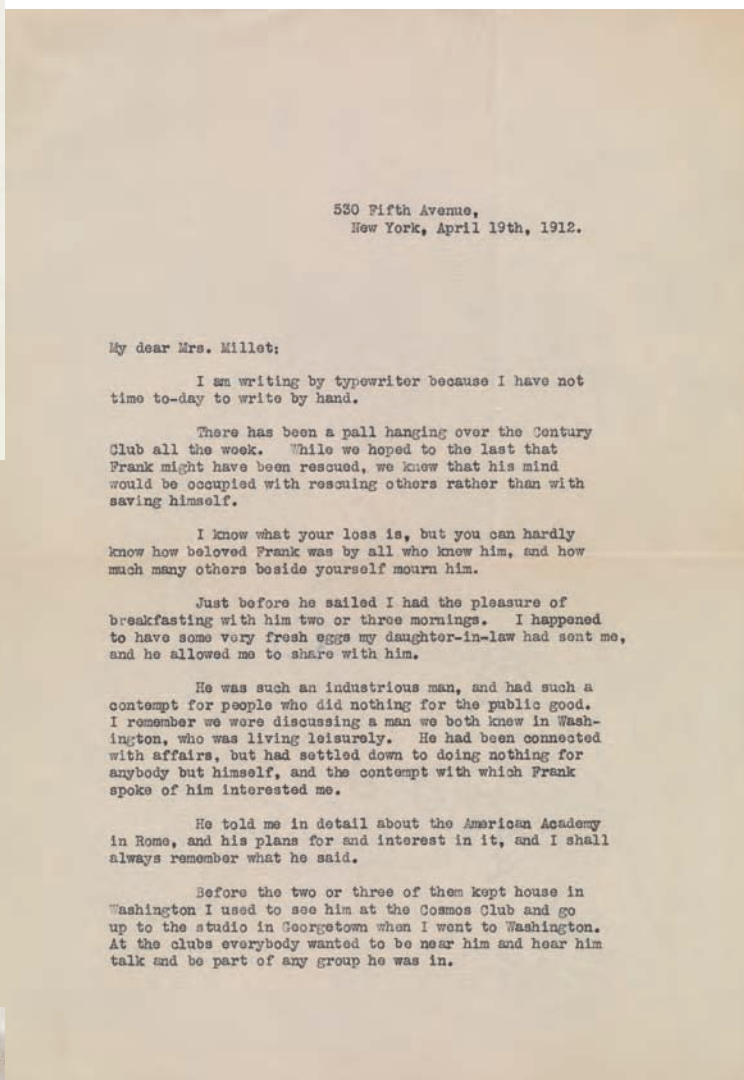 530 Fifth Avenue,
New York, April 19th, 1912.
My dear Mrs. Millet:
I am writing by typewriter because I have not
time to-day to write by hand.
There has been a pall hanging over the Century
Club all the week. While we hoped to the last that
Frank might have been rescued, we knew that his mind
would be occupied with rescuing others rather than with
saving himself.
I know what your loss is, but you can hardly
know how beloved Frank was by all who knew him, and how
much many others beside yourself mourn him.
Just before he sailed I had the pleasure of
breakfasting with him two or three mornings. I happened
to have some very fresh eggs my daughter-in-law had sent me,
and he allowed me to share with him.
He was such an industrious man, and had such a
contempt for people who did nothing for the public good.
I remember we were discussing a man we both knew in Wash-
ington, who was living leisurely. He had been connected
with affairs, but had settled down to doing nothing for
anybody but himself, and the contempt with which Frank
spoke of him interested me.
He told me in detail about the American Academy
in Rome, and his plans for and interest in it, and I shall
always remember what he said.
Before the two or three of them kept house in
Washington I used to see him at the Cosmos Club and go
up to the studio in Georgetown when I went to Washington.
At the clubs everybody wanted to be near him and hear him
talk and be part of any group he was in.